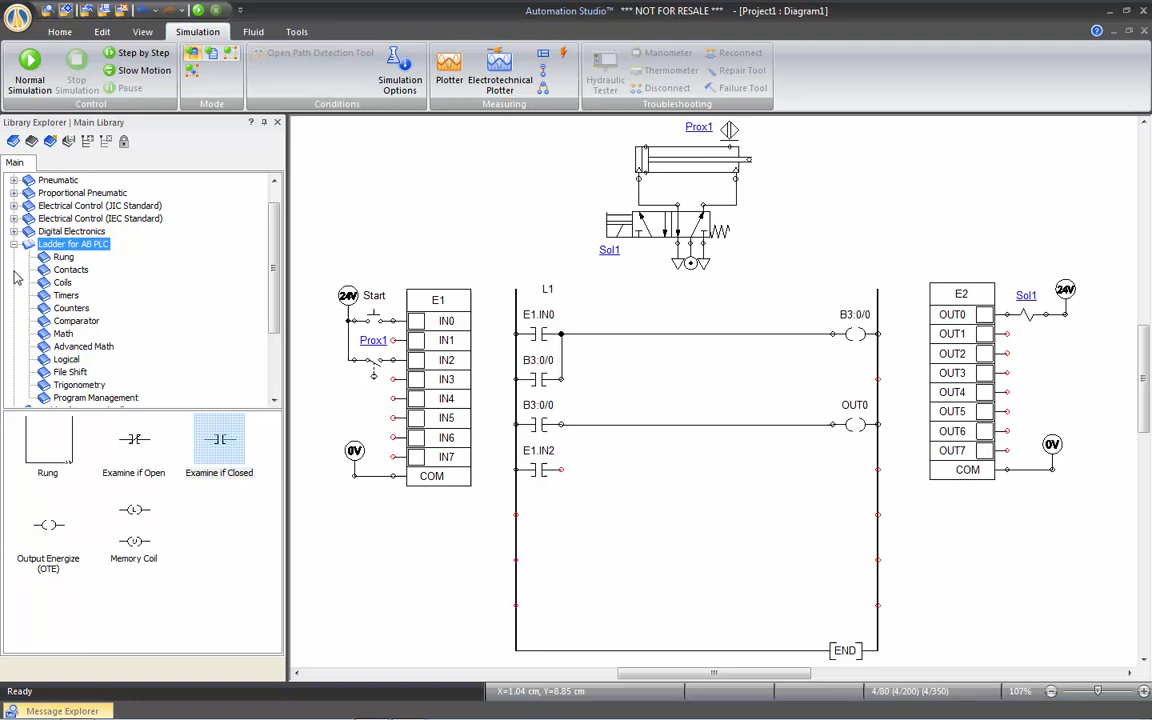 Automation Studio™ *** NOT FOR RESALE *** - [Project1 : Diagram1]
Home Edit View Simulation Fluid Tools
Normal Simulation
Stop Simulation
Step by Step
Slow Motion
Pause
Control
Mode
Open Path Detection Tool
Simulation Options
Conditions
Plotter
Electrotechnical Plotter
Measuring
Hydraulic Tester
Manometer
Thermometer
Disconnect
Reconnect
Repair Tool
Failure Tool
Troubleshooting
Library Explorer | Main Library
Main
Pneumatic
Proportional Pneumatic
Electrical Control (JIC Standard)
Electrical Control (IEC Standard)
Digital Electronics
Ladder for AB PLC
Rung
Contacts
Coils
Timers
Counters
Comparator
Math
Advanced Math
Logical
File Shift
Trigonometry
Program Management
Rung
Examine if Open
Examine if Closed
Output Energize (OTE)
L
U
Memory Coil
Prox1
Sol1
24V
Start
Prox1
0V
E1
IN0
IN1
IN2
IN3
IN4
IN5
IN6
IN7
COM
L1
E1.IN0
B3:0/0
B3:0/0
B3:0/0
OUT0
E1.IN2
END
E2
OUT0
OUT1
OUT2
OUT3
OUT4
OUT5
OUT6
OUT7
COM
Sol1
24V
0V
Ready
X=1.04 cm, Y=8.85 cm
4/80 (4/200) (4/350)
107%
Message Explorer